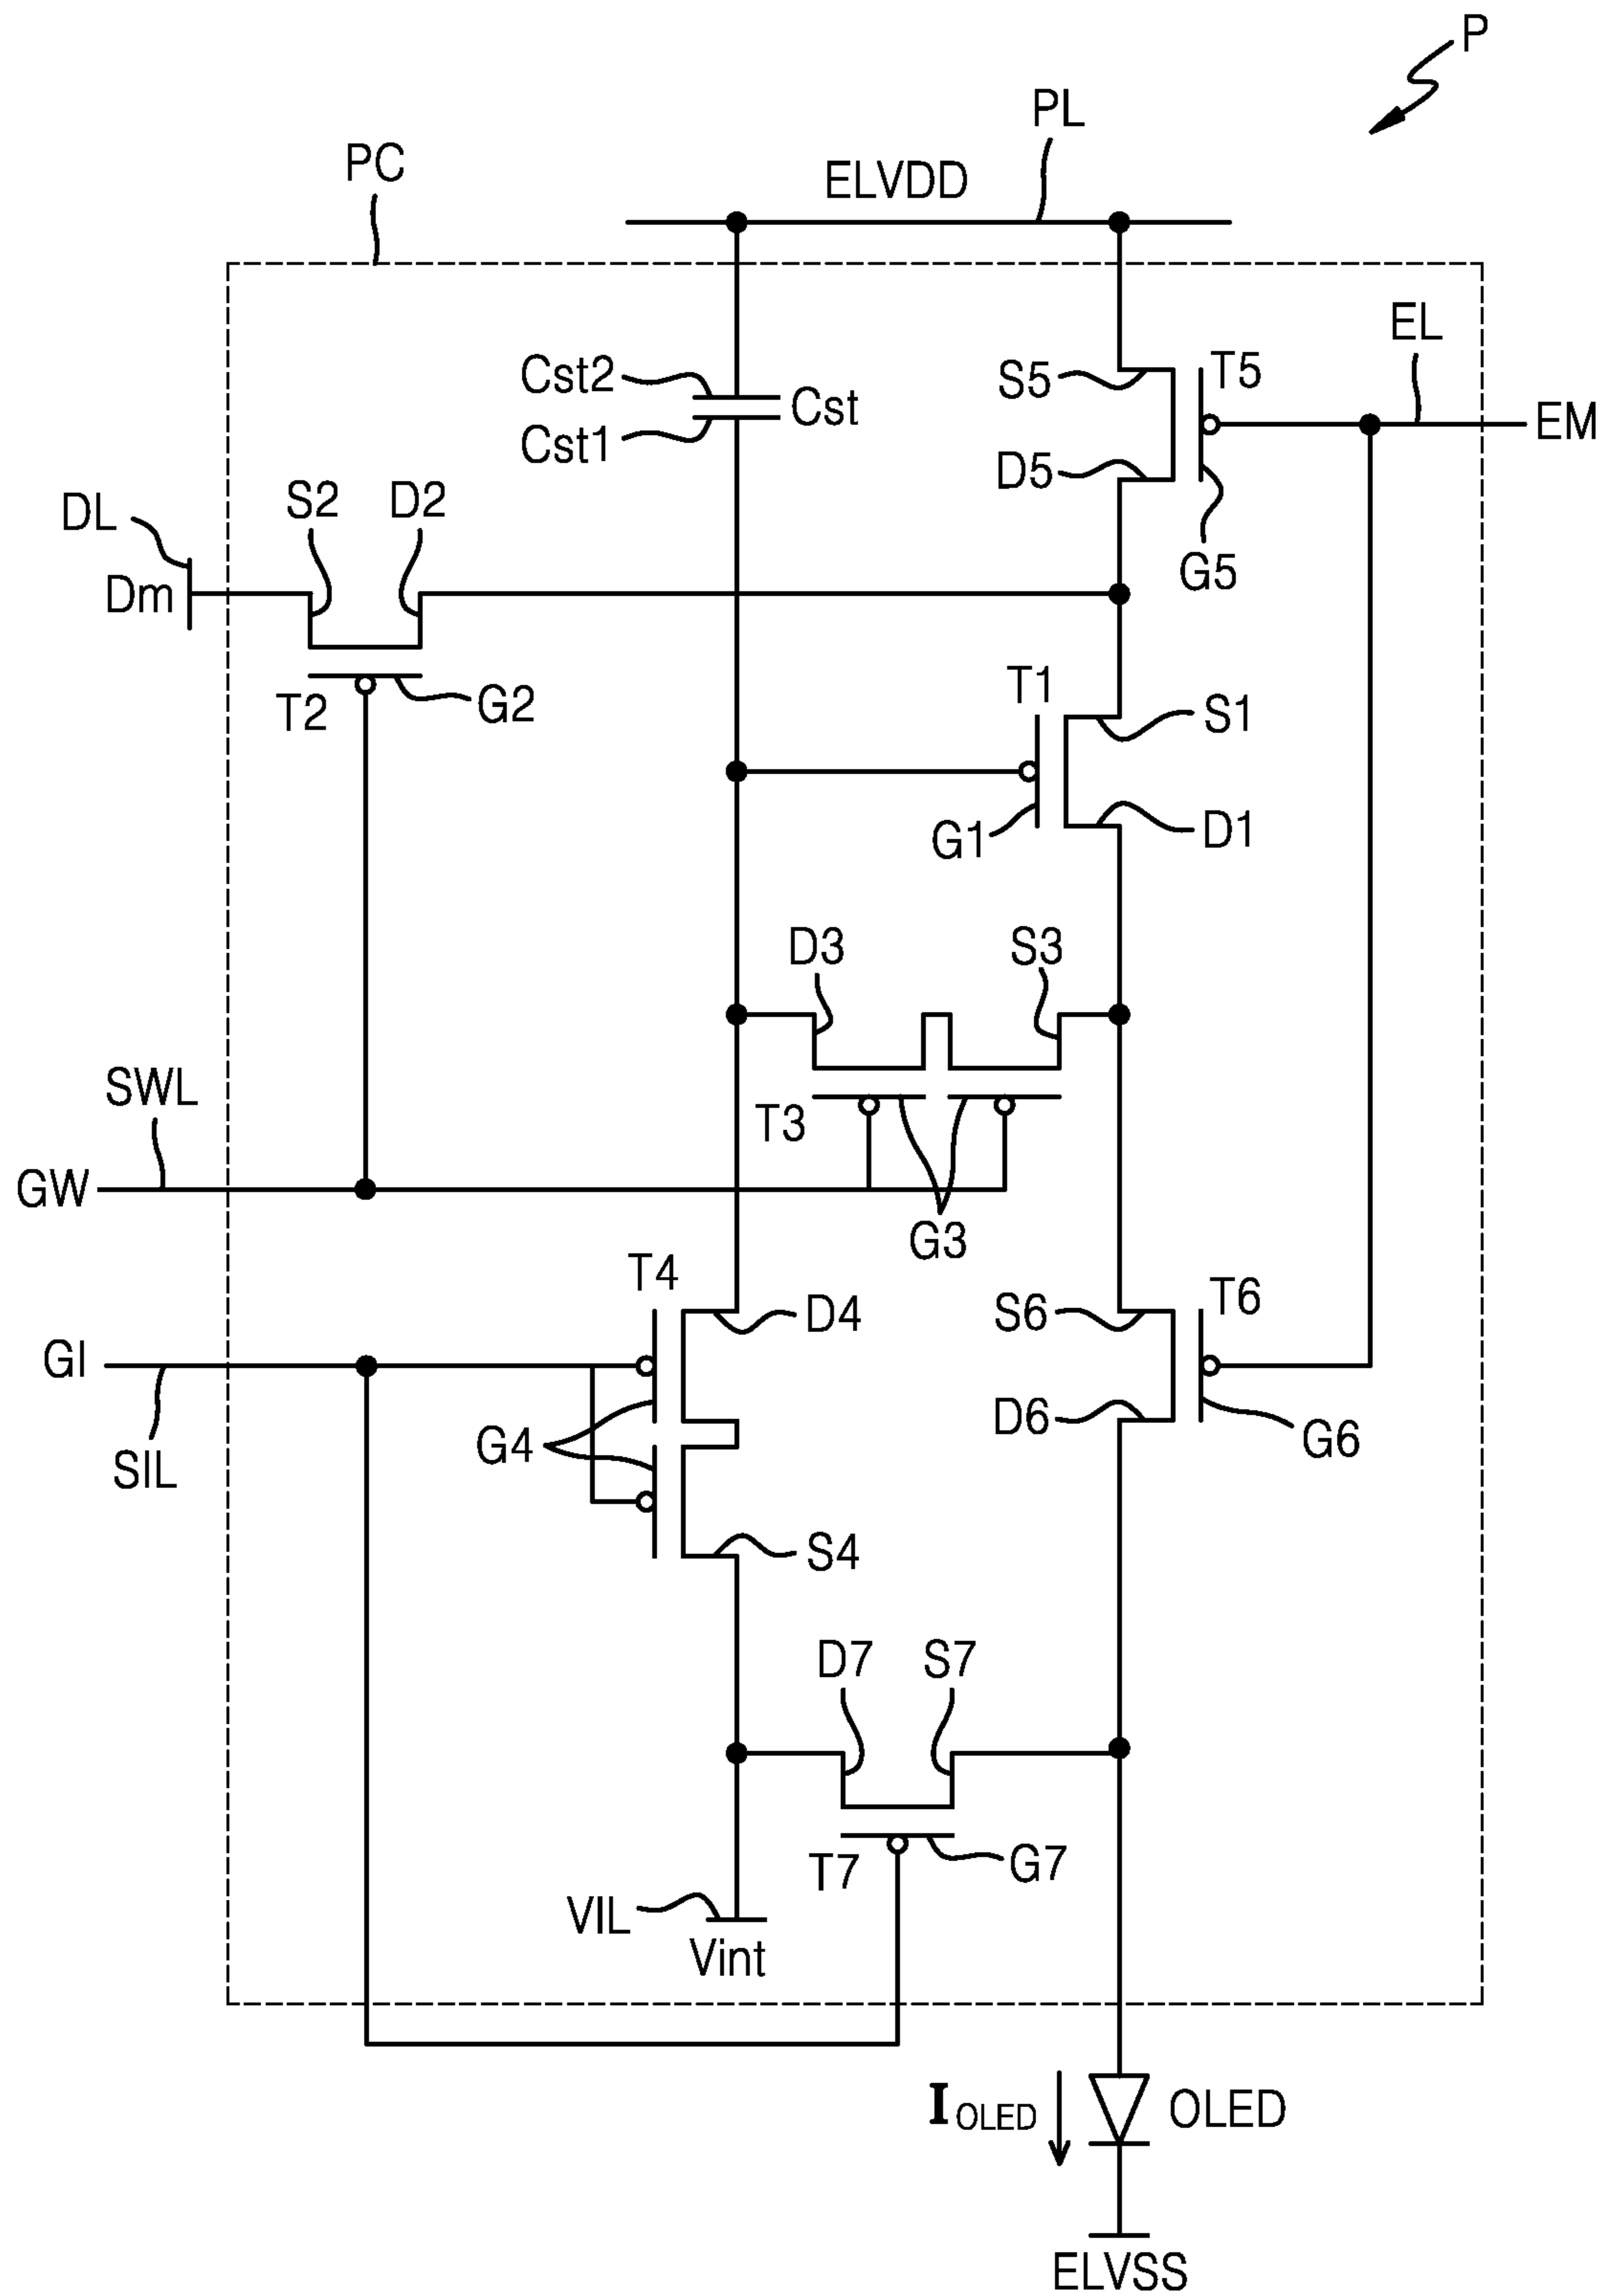 P
PL
PC
ELVDD
EL
Cst2
S5
T5
Cst
EM
Cst1
D5
S2
D2
DL
G5
Dm
T1
T2
G2
S1
G1
D1
D3
S3
SWL
T3
GW
G3
T4
T6
D4
S6
GI
D6
G4
G6
SIL
S4
D7
S7
T7
G7
VIL
Vint
IOLED
OLED
ELVSS